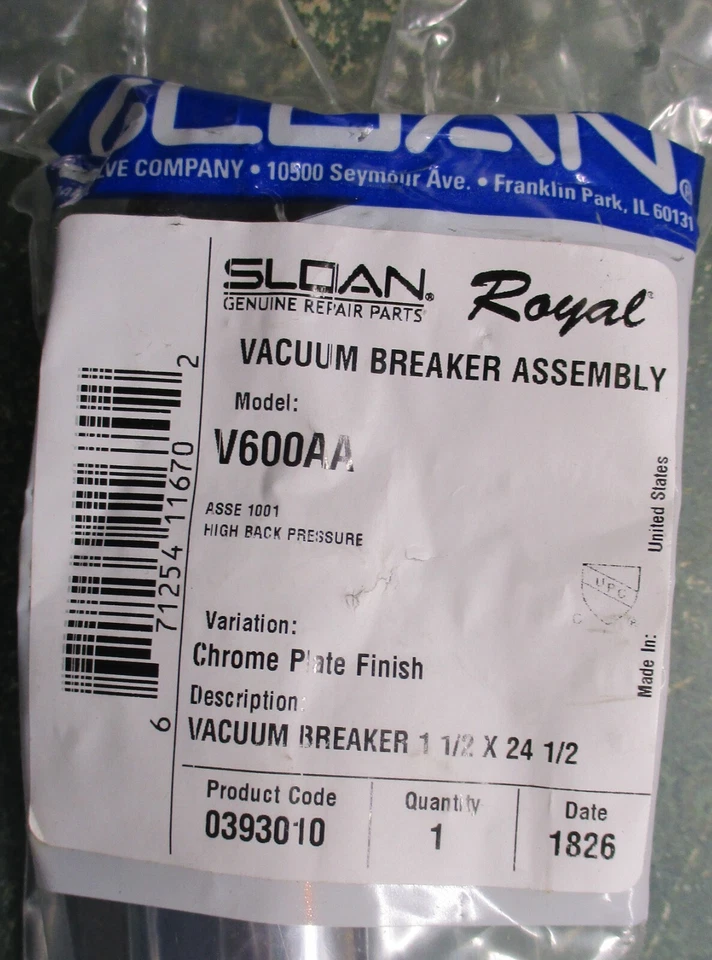 SLOAN®
VE COMPANY • 10500 Seymour Ave. • Franklin Park, IL 60131
SLOAN® Royal
GENUINE REPAIR PARTS
VACUUM BREAKER ASSEMBLY
Model:
V600AA
ASSE 1001
HIGH BACK PRESSURE
Variation:
Chrome Plate Finish
Description:
VACUUM BREAKER 1 1/2 X 24 1/2
Product Code Quantity Date
0393010 1 1826
6 71254 11670 2
Made In: United States
UPC
C ®